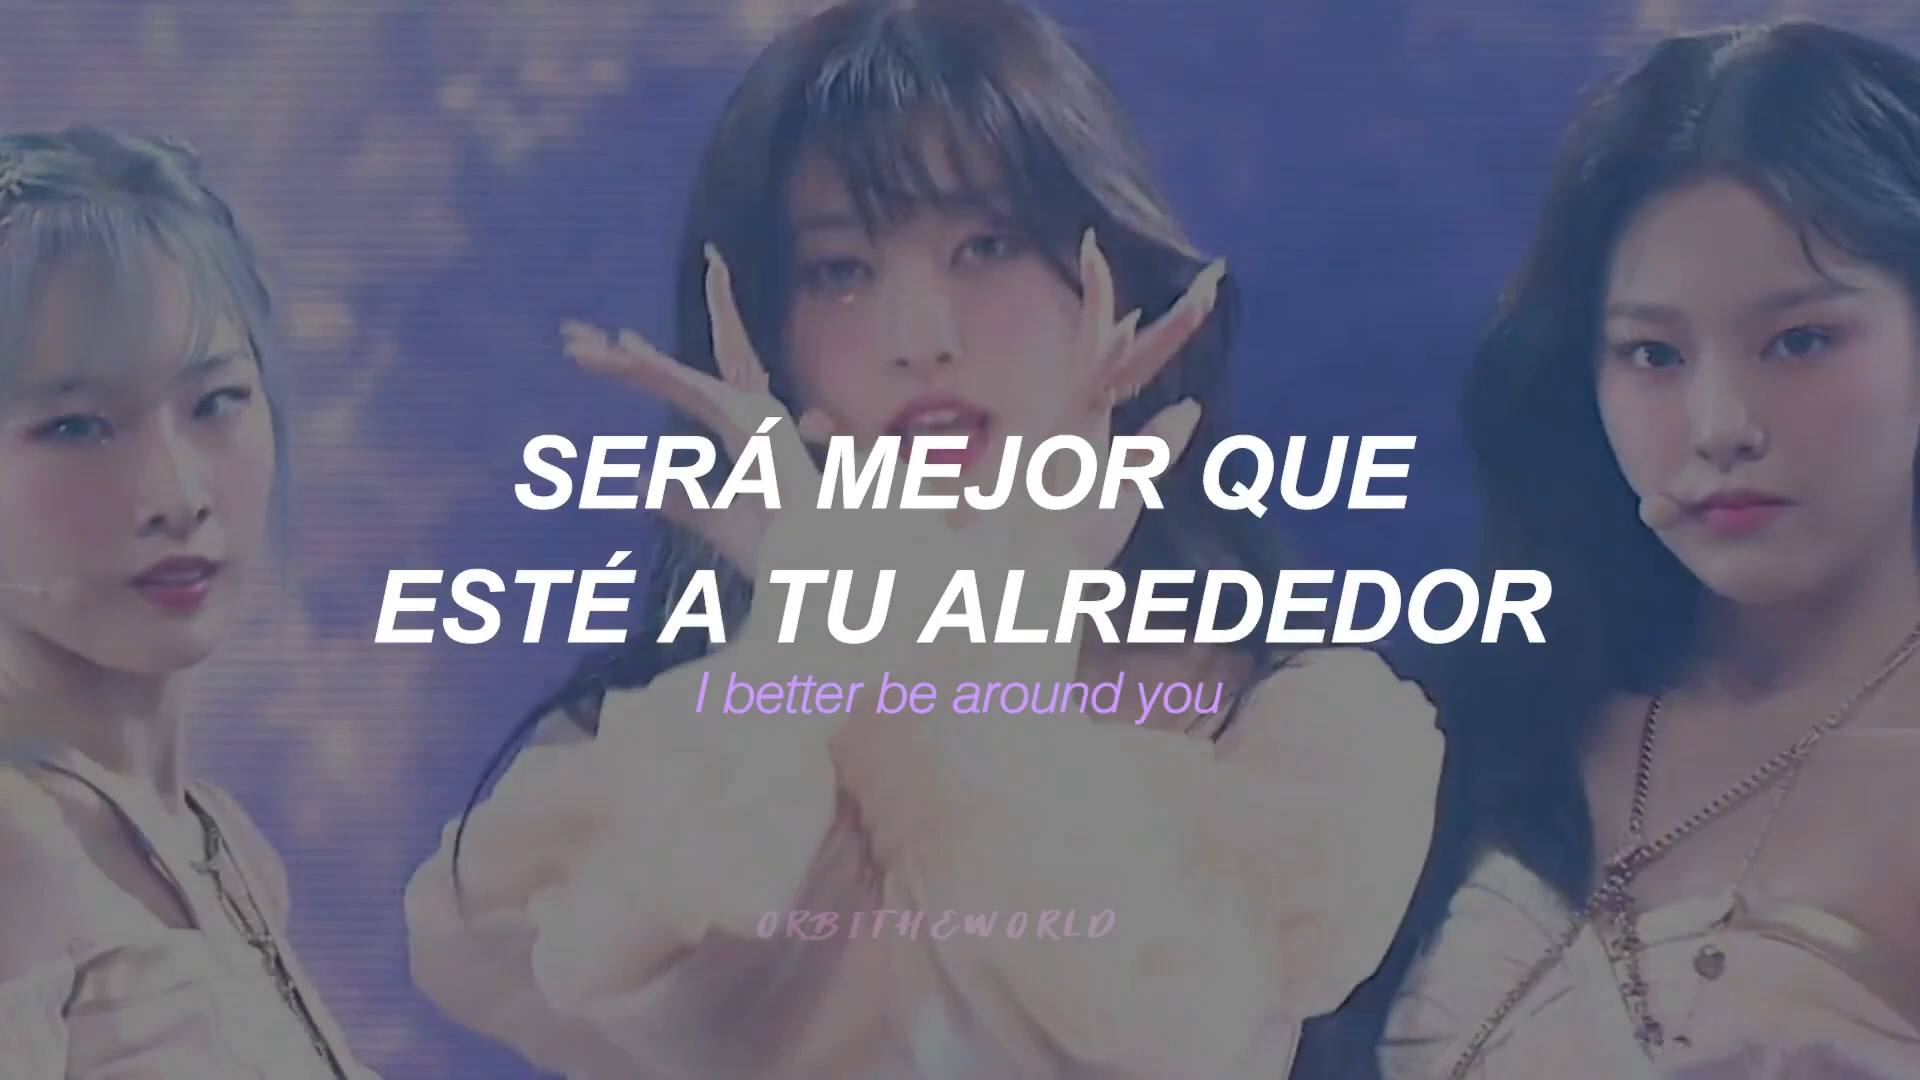 SERÁ MEJOR QUE
ESTÉ A TU ALREDEDOR
I better be around you
ORBITHEWORLD